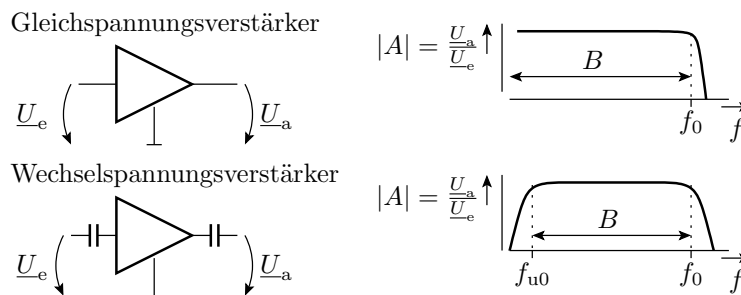 Gleichspannungsverstärker
U_e
U_a
|A| = U_a/U_e
B
f_0
f
Wechselspannungsverstärker
U_e
U_a
|A| = U_a/U_e
B
f_u0
f_0
f